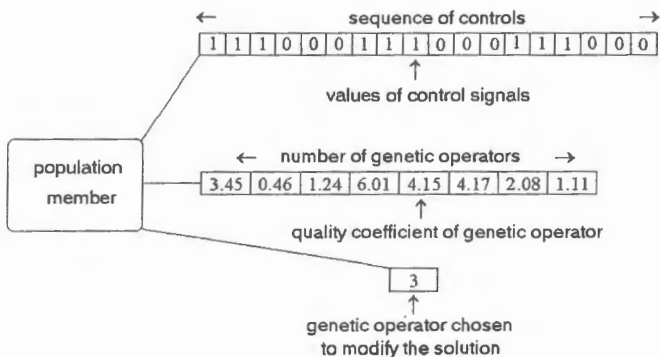 sequence of controls
1 1 1 0 0 0 1 1 1 0 0 0 1 1 1 0 0 0
values of control signals
population
member
number of genetic operators
3.45 0.46 1.24 6.01 4.15 4.17 2.08 1.11
quality coefficient of genetic operator
3
genetic operator chosen
to modify the solution